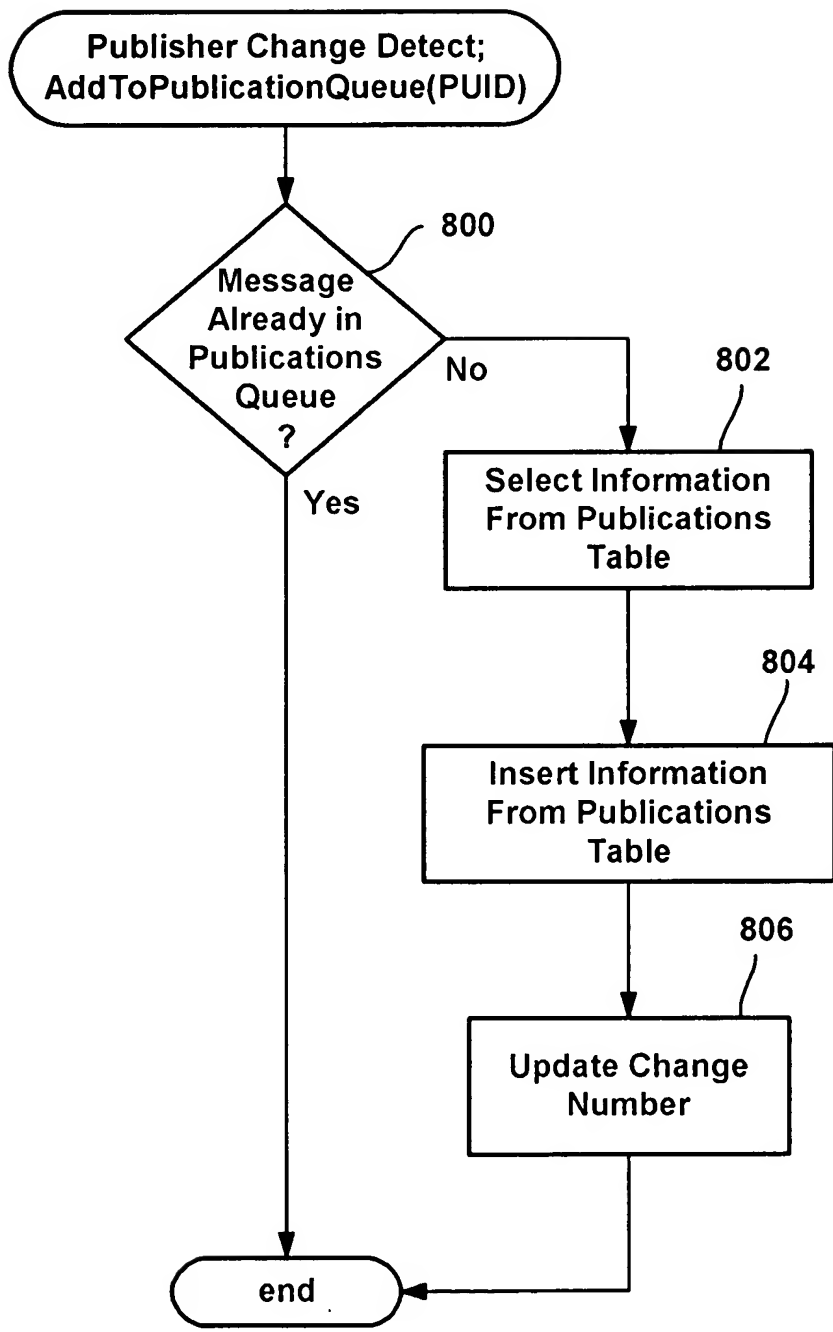 Publisher Change Detect;
AddToPublicationQueue(PUID)
800
Message
Already in
Publications
Queue
?
No
Yes
802
Select Information
From Publications
Table
804
Insert Information
From Publications
Table
806
Update Change
Number
end